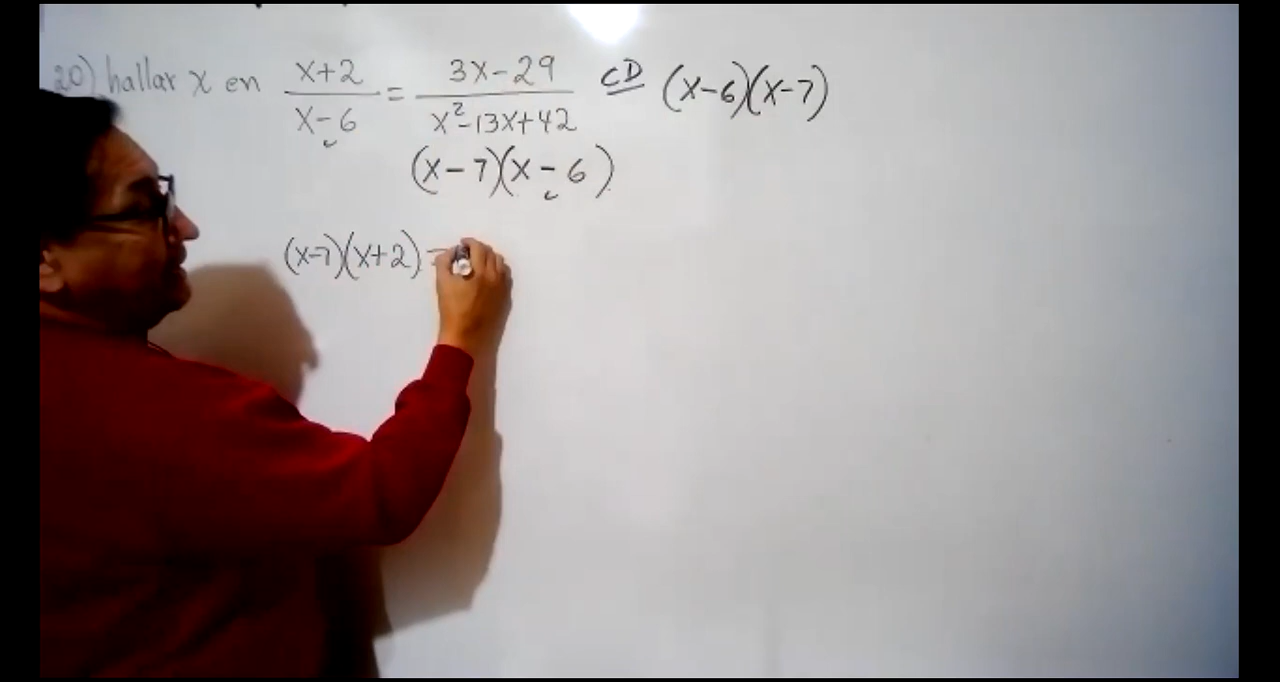 20) hallar x en (x+2)/(x-6) = (3x-29)/(x²-13x+42) CD (x-6)(x-7)
(x-7)(x-6)
(x-7)(x+2) =